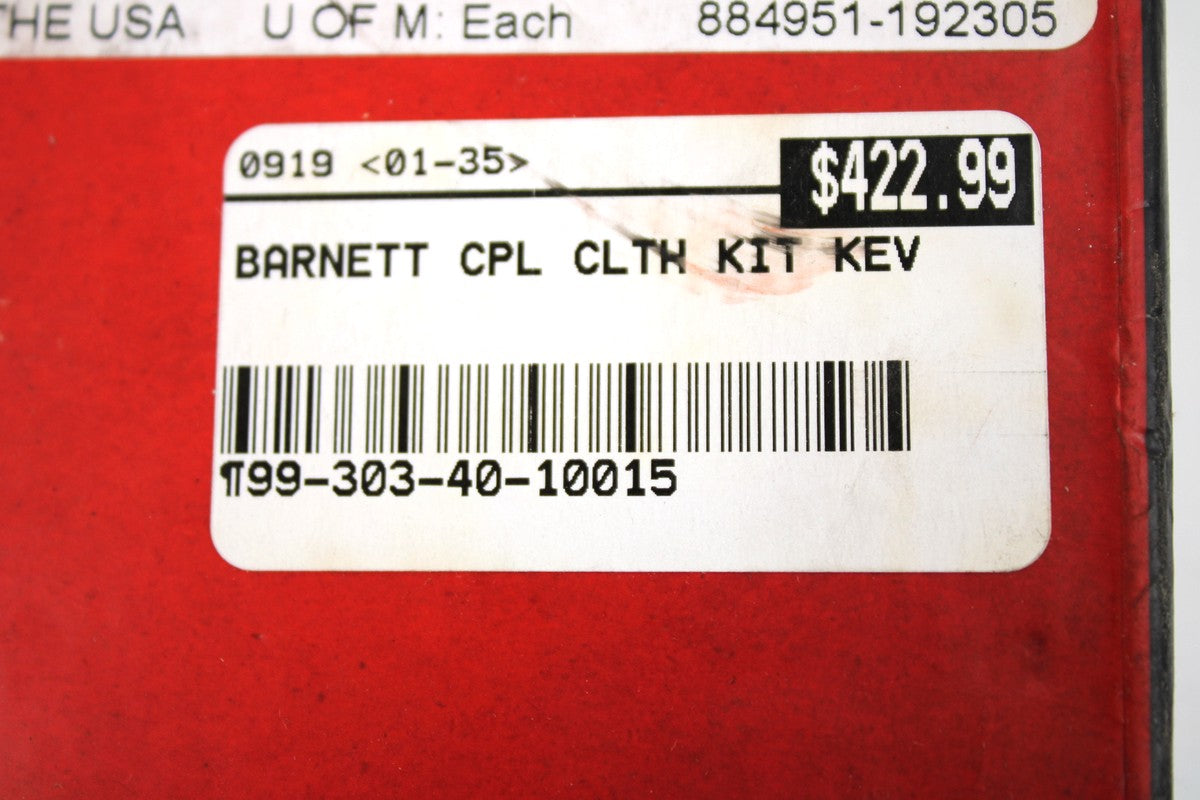 THE USA U OF M: Each 884951-192305
0919 <01-35> $422.99
BARNETT CPL CLTH KIT KEV
¶99-303-40-10015